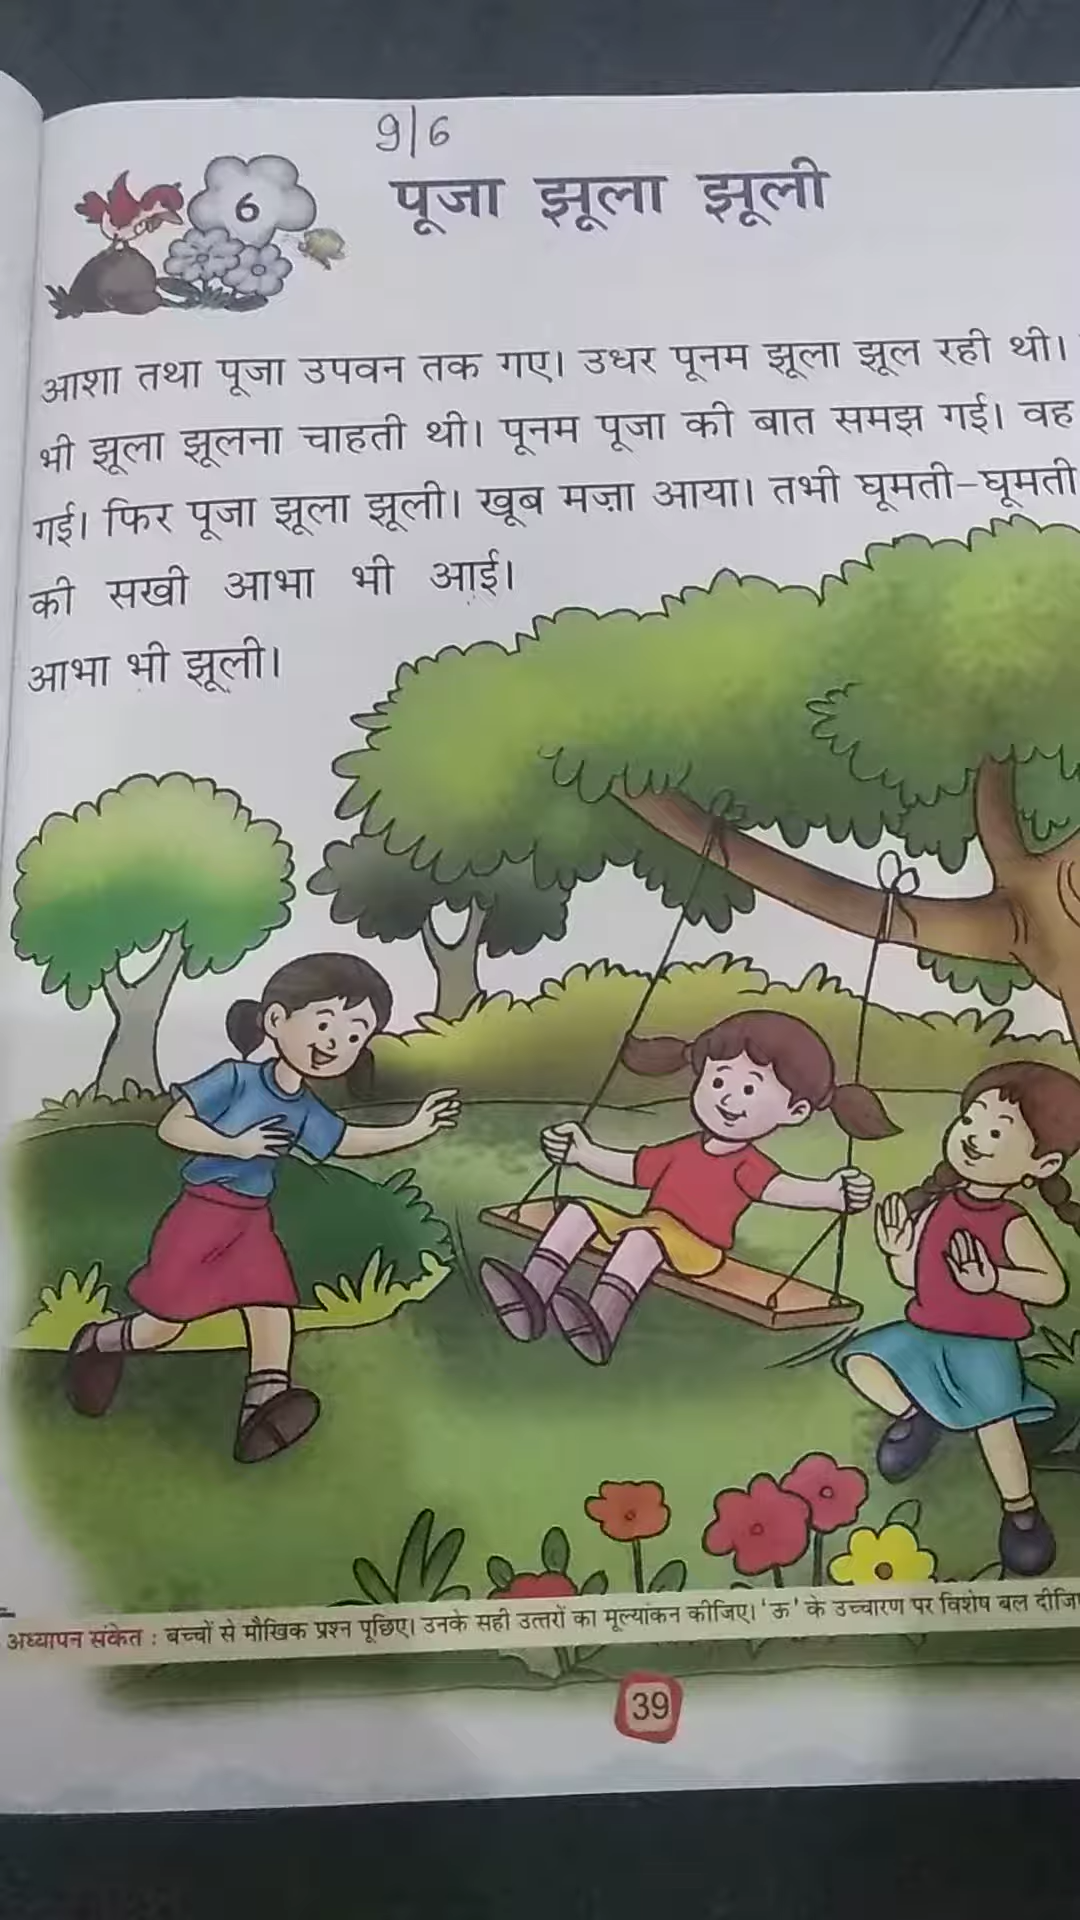 9|6
6
पूजा झूला झूली
आशा तथा पूजा उपवन तक गए। उधर पूनम झूला झूल रही थी।
भी झूला झूलना चाहती थी। पूनम पूजा की बात समझ गई। वह
गई। फिर पूजा झूला झूली। खूब मज़ा आया। तभी घूमती-घूमती
की सखी आभा भी आई।
आभा भी झूली।
अध्यापन संकेत : बच्चों से मौखिक प्रश्न पूछिए। उनके सही उत्तरों का मूल्यांकन कीजिए। 'ऊ' के उच्चारण पर विशेष बल
39